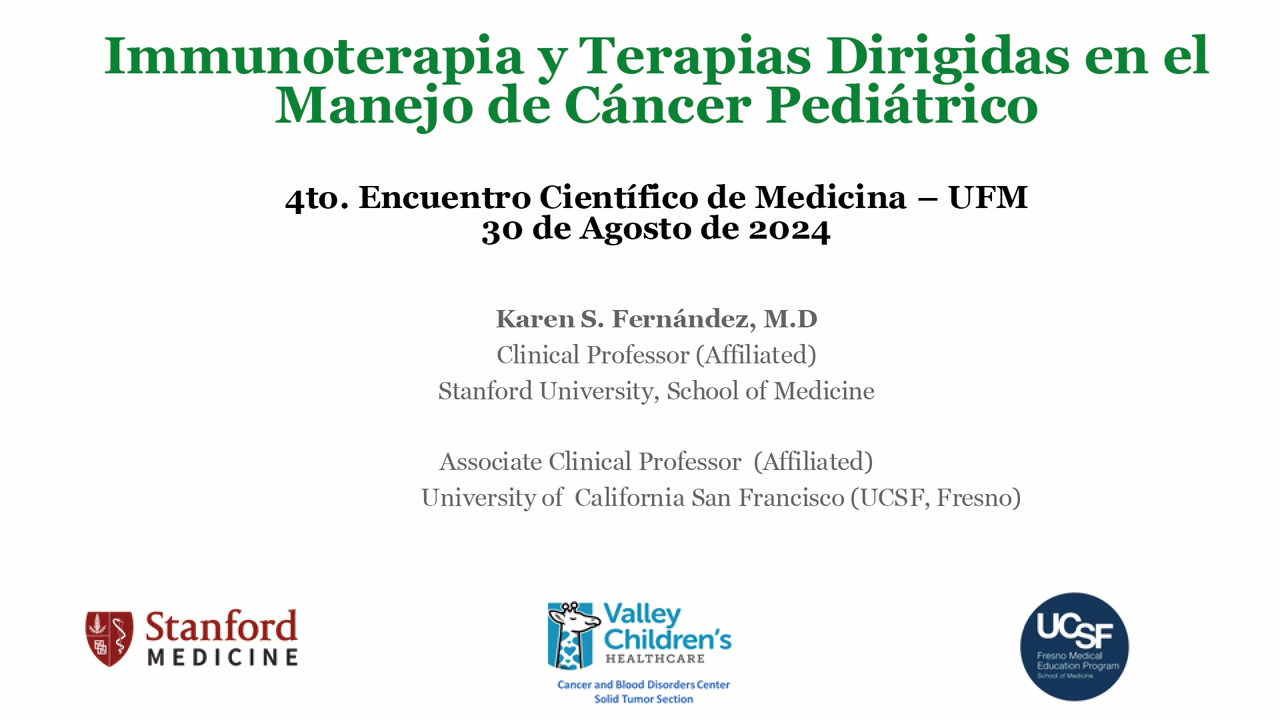 Immunoterapia y Terapias Dirigidas en el
Manejo de Cáncer Pediátrico
4to. Encuentro Científico de Medicina – UFM
30 de Agosto de 2024
Karen S. Fernández, M.D
Clinical Professor (Affiliated)
Stanford University, School of Medicine
Associate Clinical Professor (Affiliated)
University of California San Francisco (UCSF, Fresno)
Stanford
MEDICINE
Valley
Children's
HEALTHCARE
Cancer and Blood Disorders Center
Solid Tumor Section
UCSF
Fresno Medical
Education Program
School of Medicine